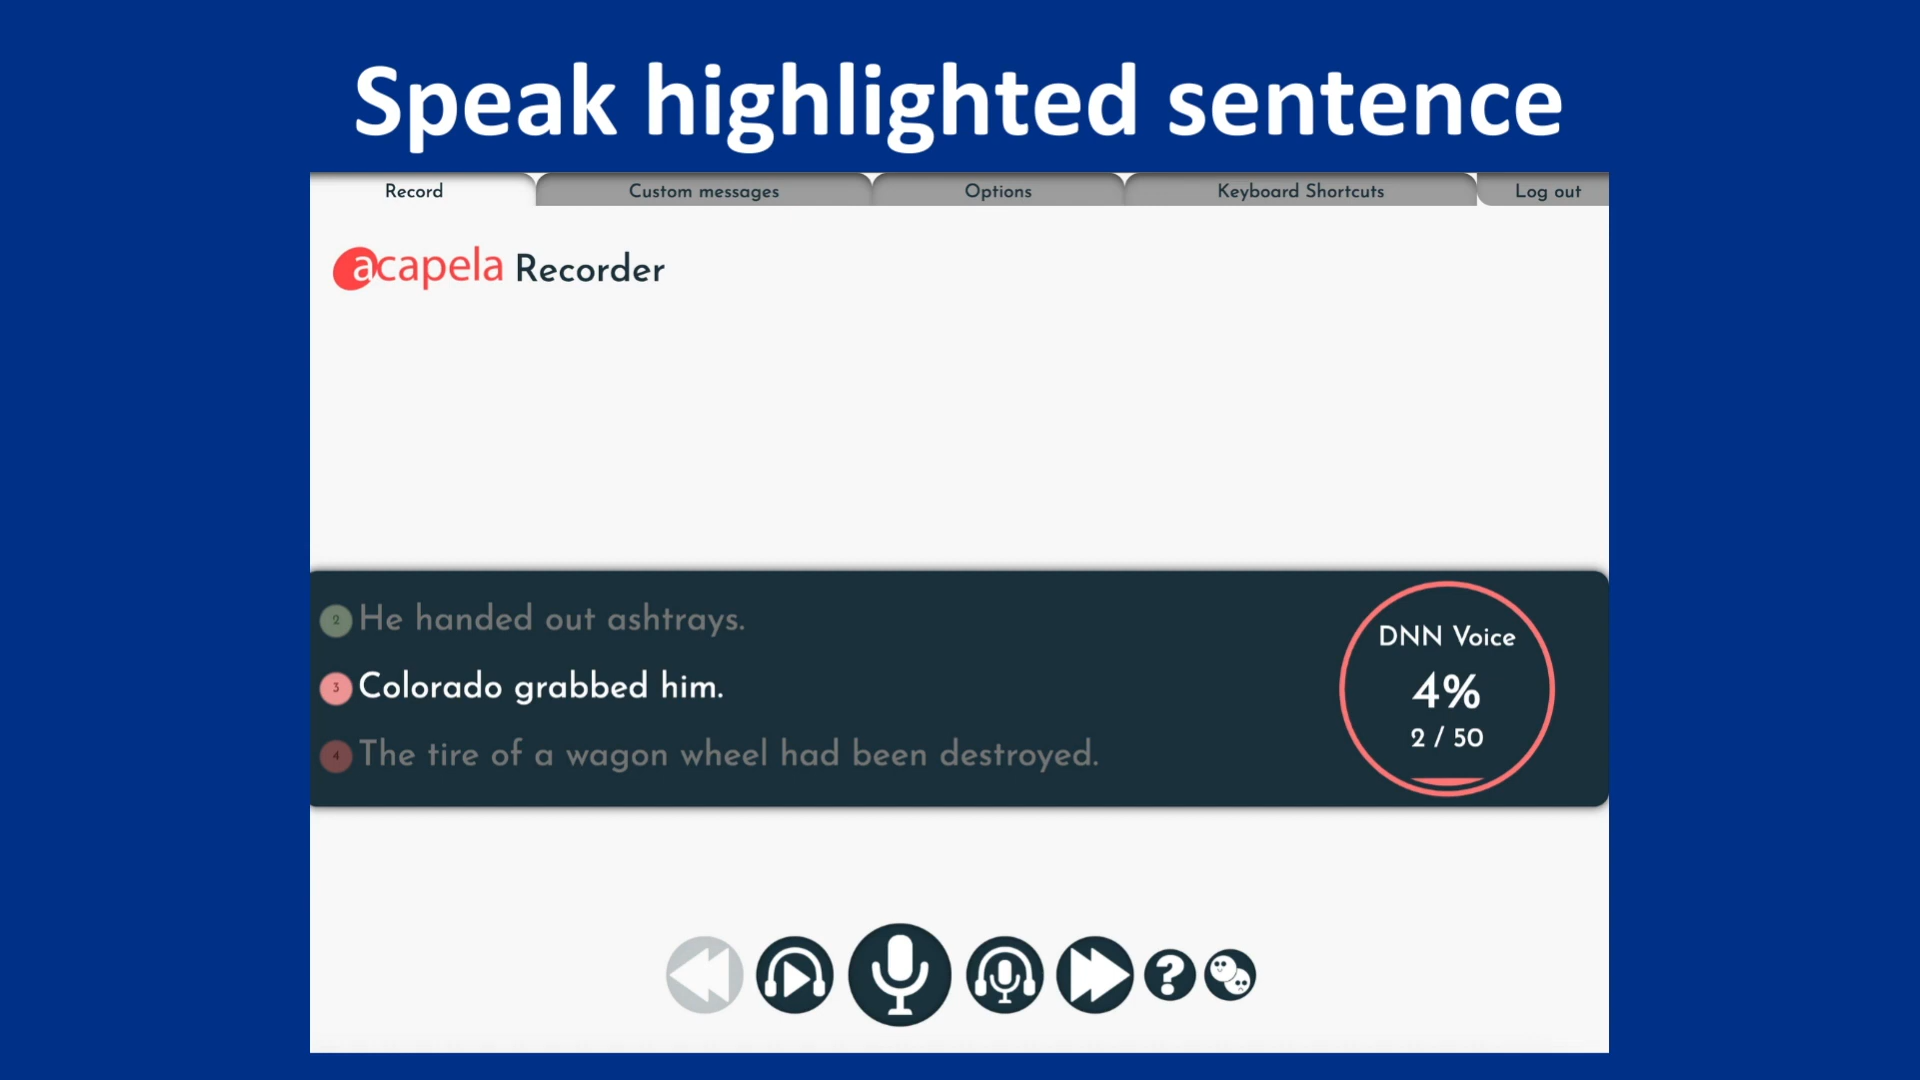 Speak highlighted sentence
Record Custom messages Options Keyboard Shortcuts Log out
acapela Recorder
2 He handed out ashtrays.
3 Colorado grabbed him.
4 The tire of a wagon wheel had been destroyed.
DNN Voice
4%
2 / 50
?